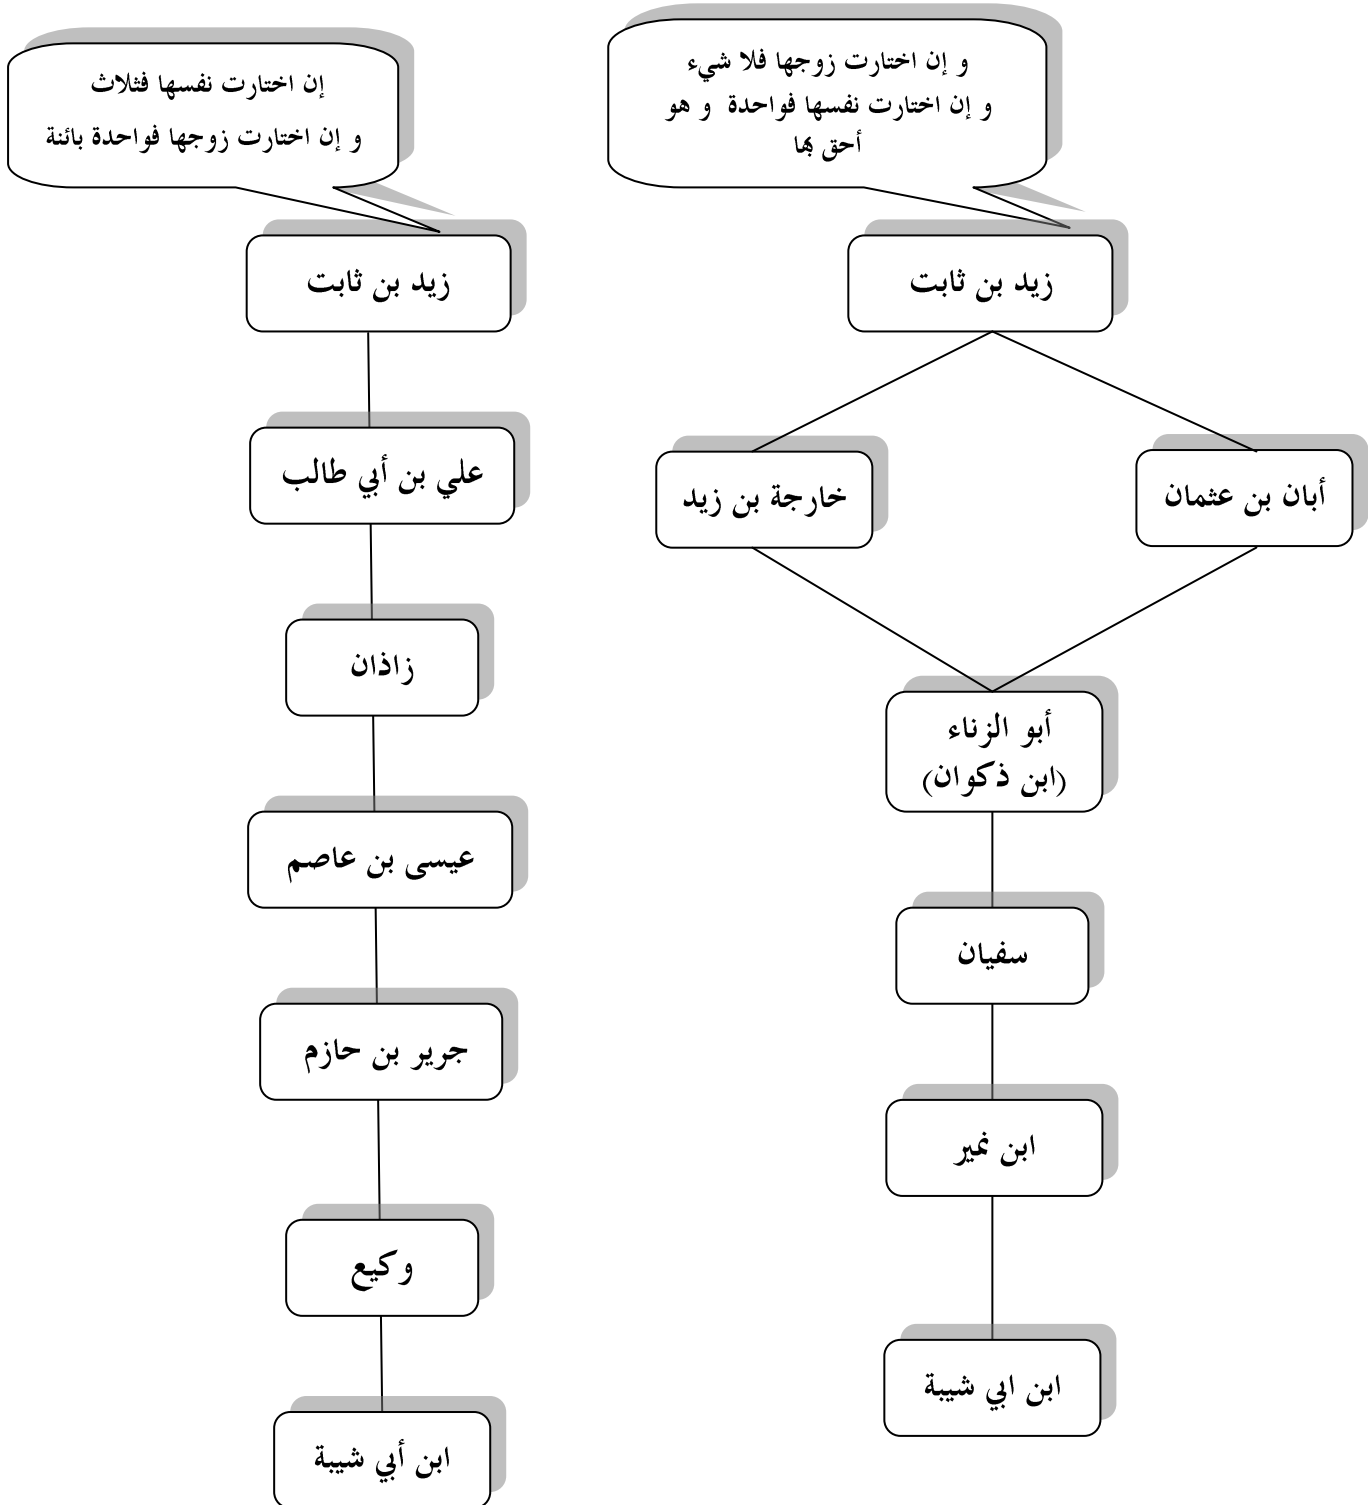 و إن اختارت زوجها فلا شيء
و إن اختارت نفسها فواحدة و هو
أحق بها
زيد بن ثابت
أبان بن عثمان
خارجة بن زيد
أبو الزناء
(ابن ذكوان)
سفيان
ابن نمير
ابن ابي شيبة
إن اختارت نفسها فثلاث
و إن اختارت زوجها فواحدة بائنة
زيد بن ثابت
علي بن أبي طالب
زاذان
عيسى بن عاصم
جرير بن حازم
وكيع
ابن أبي شيبة